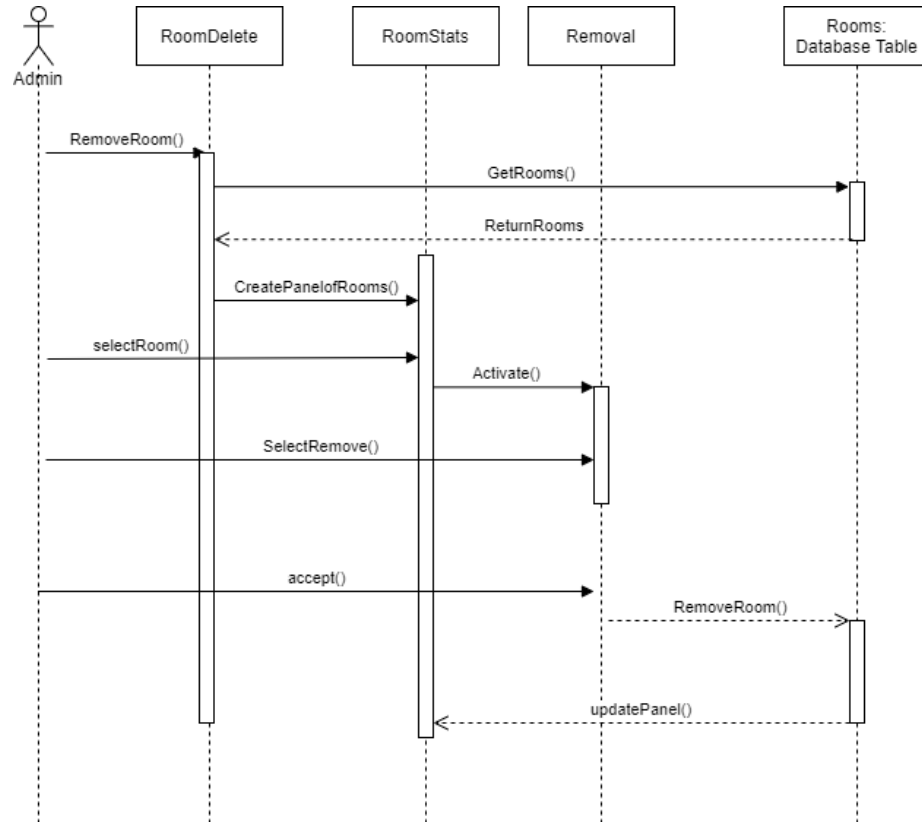 RoomDelete
RoomStats
Removal
Rooms:
Database Table
Admin
RemoveRoom()
GetRooms()
ReturnRooms
CreatePanelofRooms()
selectRoom()
Activate()
SelectRemove()
accept()
RemoveRoom()
updatePanel()